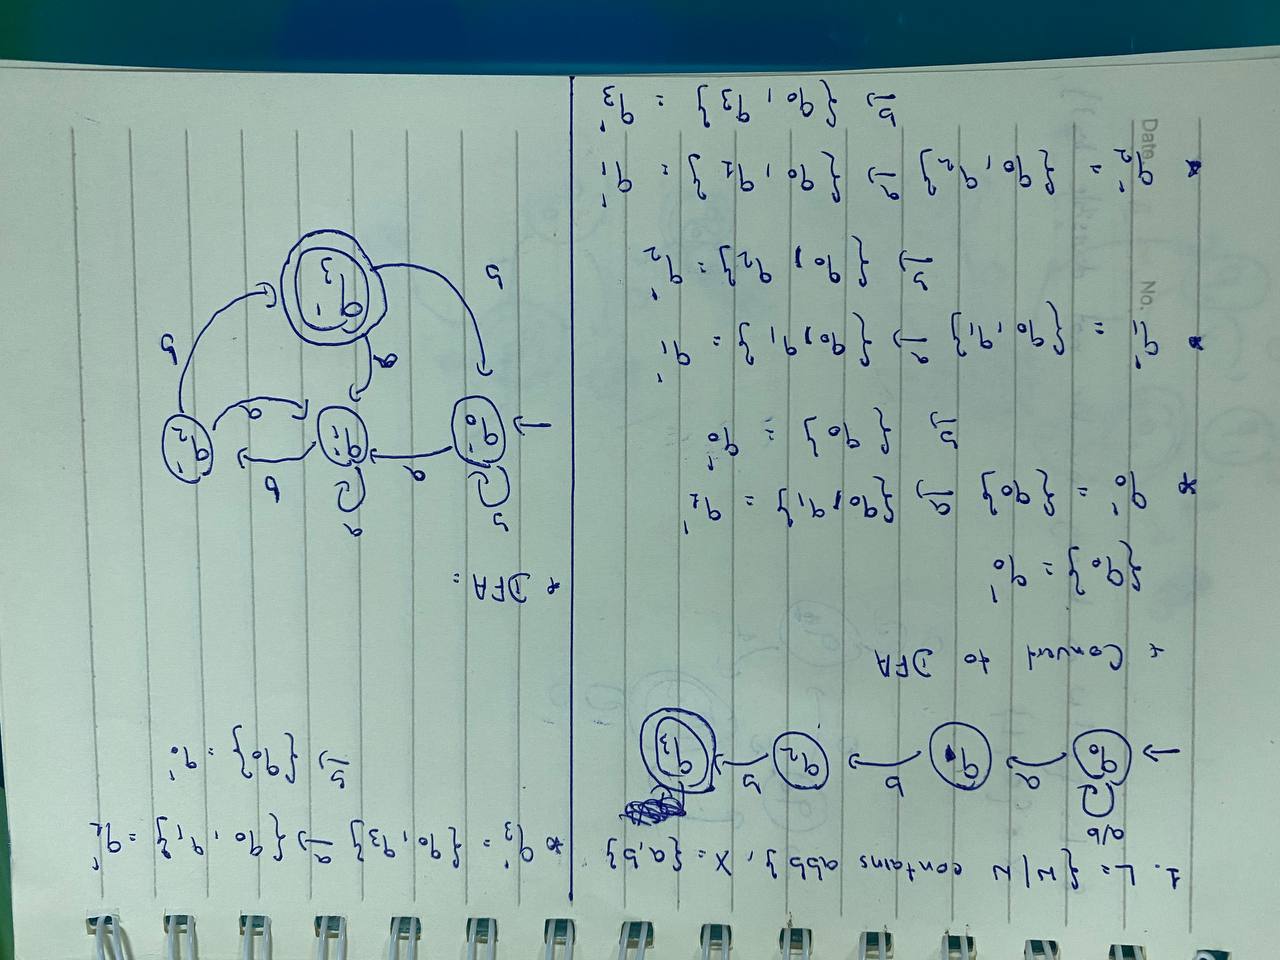 1. L = {w/w contains abb}, X = {a,b}
a/b
→ q₀ a q₁ b q₂ b q₃
* Convert to DFA
{q₀} = q₀'
* q₀' = {q₀} a→ {q₀, q₁} = q₁'
b→ {q₀} = q₀'
* q₁' = {q₀, q₁} a→ {q₀, q₁} = q₁'
b→ {q₀, q₂} = q₂'
* q₂' = {q₀, q₂} a→ {q₀, q₁} = q₁'
b→ {q₀, q₃} = q₃'
* q₃' = {q₀, q₃} a→ {q₀, q₁} = q₁'
b→ {q₀} = q₀'
* DFA =
b a
→ q₀' a q₁' b q₂'
a
a b
b
q₃'
No.
Date